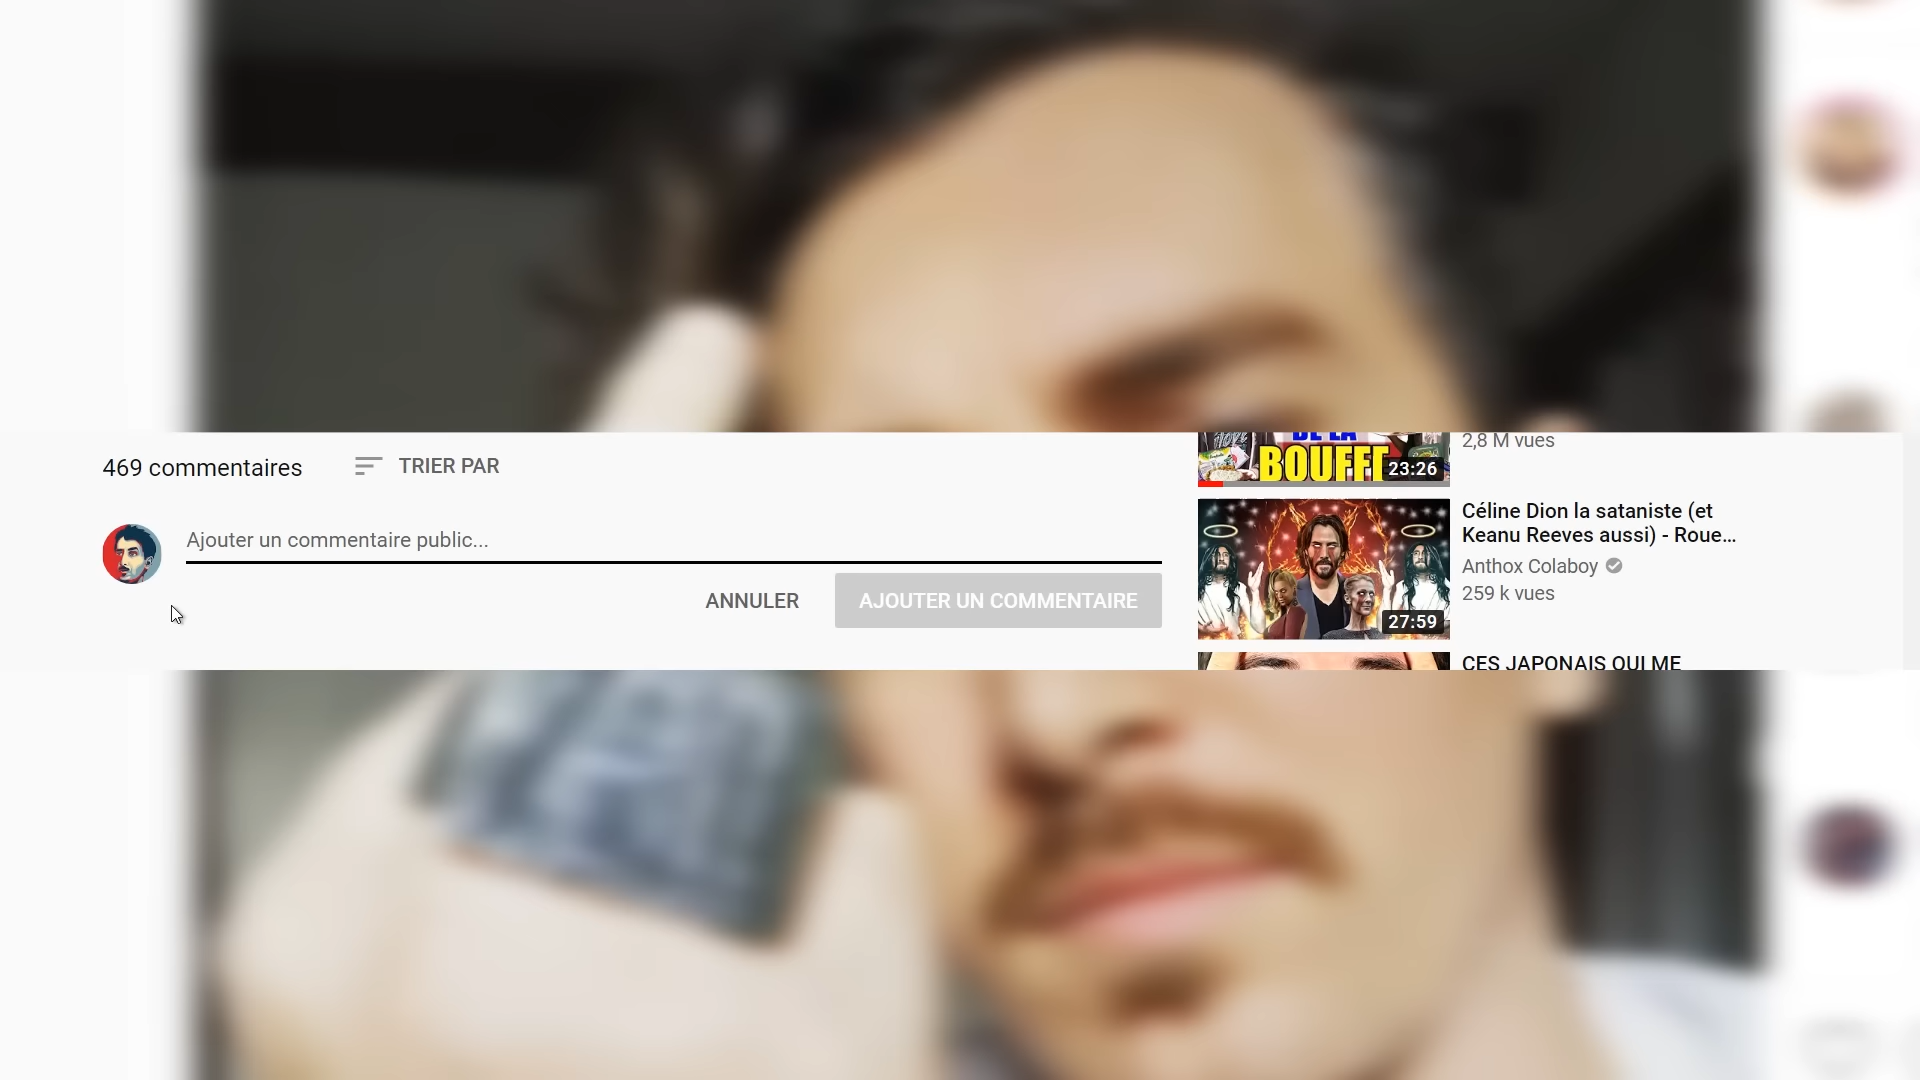 469 commentaires
TRIER PAR
Ajouter un commentaire public...
ANNULER
AJOUTER UN COMMENTAIRE
DE LA
BOUFFE
23:26
2,8 M vues
27:59
Céline Dion la sataniste (et
Keanu Reeves aussi) - Roue...
Anthox Colaboy
259 k vues
CES JAPONAIS QUI ME